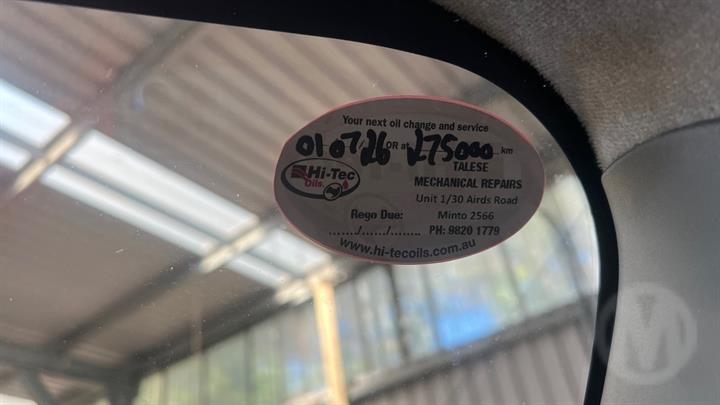 Your next oil change and service
01/07/26 OR at 275000 km
Hi-Tec
Oils
TALESE
MECHANICAL REPAIRS
Unit 1/30 Airds Road
Rego Due: Minto 2566
....../....../........ PH: 9820 1779
www.hi-tecoils.com.au